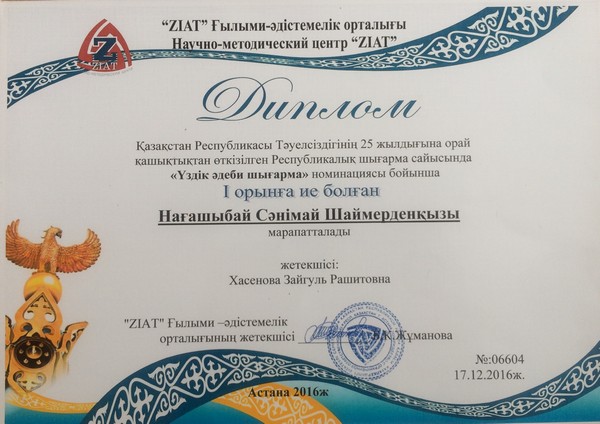 “ZIAT” Ғылыми-әдістемелік орталығы
Научно-методический центр “ZIAT”
Z
ZIAT
Диплом
Қазақстан Республикасы Тәуелсіздігінің 25 жылдығына орай
қашықтықтан өткізілген Республикалық шығарма сайысында
«Үздік әдеби шығарма» номинациясы бойынша
I орынға ие болған
Нағашыбай Сәнімай Шаймерденқызы
марапатталады
жетекшісі:
Хасенова Зайгуль Рашитовна
"ZIAT" Ғылыми –әдістемелік
орталығының жетекшісі К.Жұманова
№:06604
17.12.2016ж.
Астана 2016ж